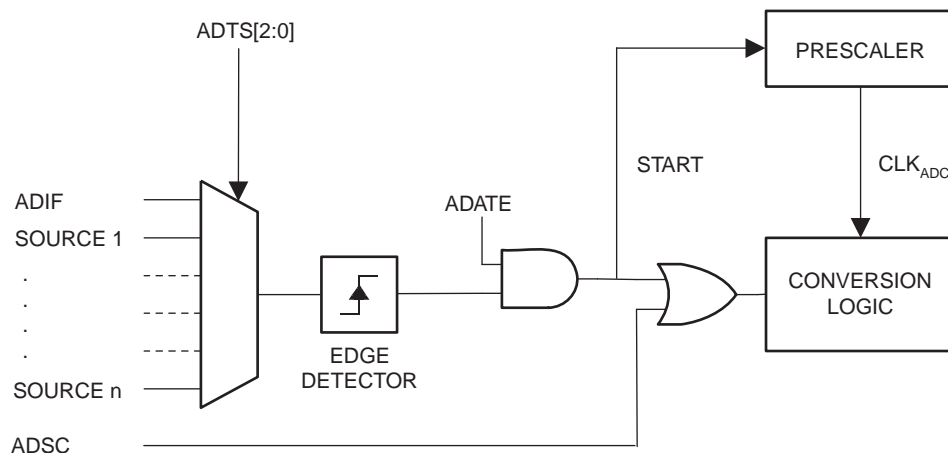 ADTS[2:0]
PRESCALER
START
CLKADC
ADIF
ADATE
SOURCE 1
.
.
.
.
CONVERSION
LOGIC
EDGE
DETECTOR
SOURCE n
ADSC